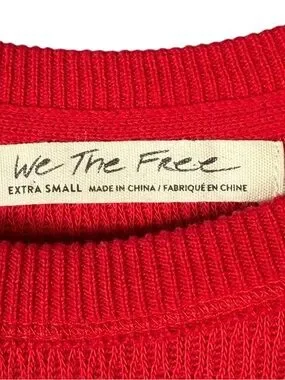 We The Free
EXTRA SMALL MADE IN CHINA / FABRIQUÉ EN CHINE